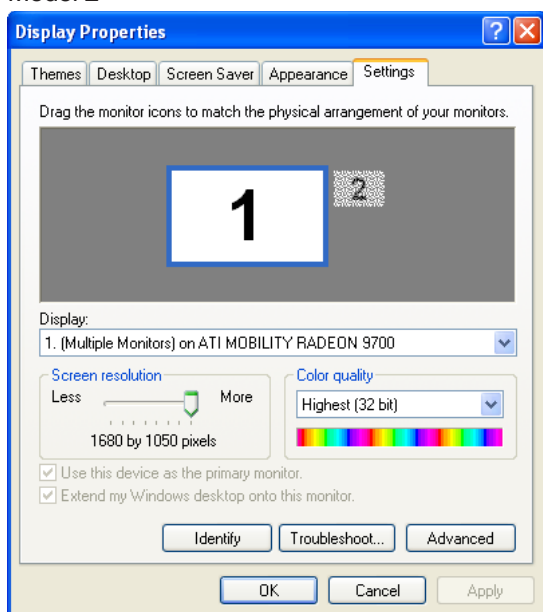 Display Properties
Themes Desktop Screen Saver Appearance Settings
Drag the monitor icons to match the physical arrangement of your monitors.
1 2
Display:
1. (Multiple Monitors) on ATI MOBILITY RADEON 9700
Screen resolution Color quality
Less More Highest (32 bit)
1680 by 1050 pixels
Use this device as the primary monitor.
Extend my Windows desktop onto this monitor.
Identify Troubleshoot... Advanced
OK Cancel Apply